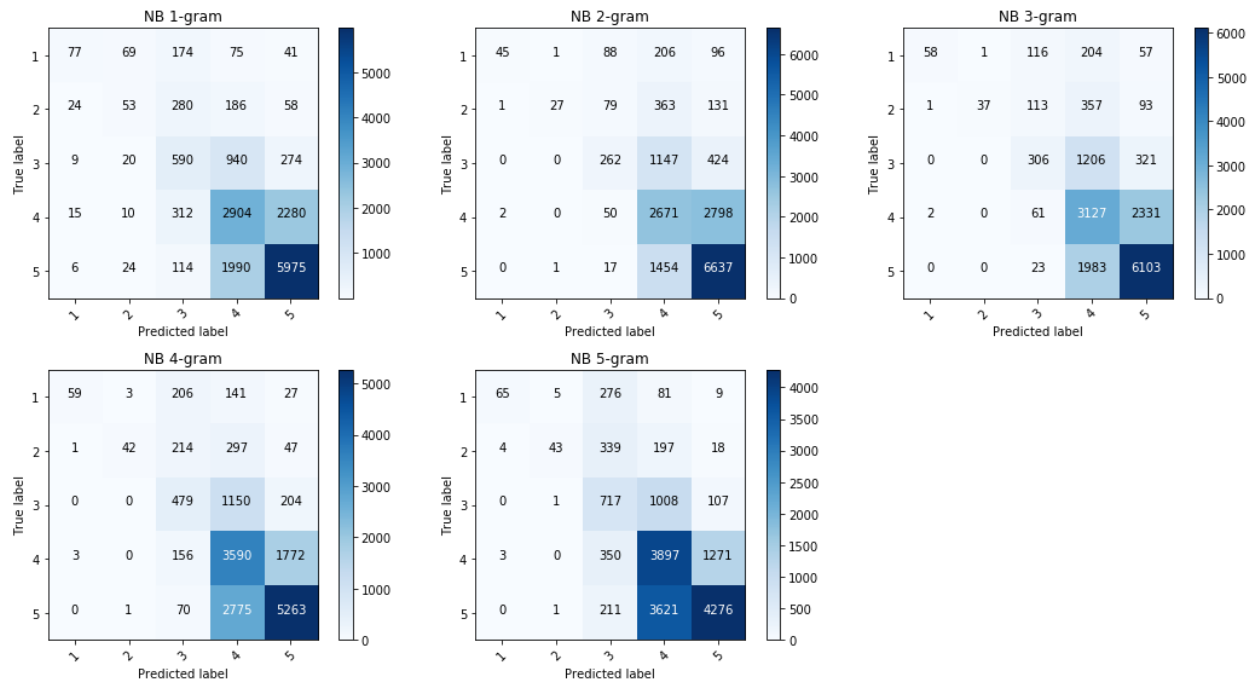 NB 1-gram
1 77 69 174 75 41
2 24 53 280 186 58
3 9 20 590 940 274
4 15 10 312 2904 2280
5 6 24 114 1990 5975
1 2 3 4 5
True label
Predicted label
5000
4000
3000
2000
1000
NB 2-gram
1 45 1 88 206 96
2 1 27 79 363 131
3 0 0 262 1147 424
4 2 0 50 2671 2798
5 0 1 17 1454 6637
1 2 3 4 5
True label
Predicted label
6000
5000
4000
3000
2000
1000
0
NB 3-gram
1 58 1 116 204 57
2 1 37 113 357 93
3 0 0 306 1206 321
4 2 0 61 3127 2331
5 0 0 23 1983 6103
1 2 3 4 5
True label
Predicted label
6000
5000
4000
3000
2000
1000
0
NB 4-gram
1 59 3 206 141 27
2 1 42 214 297 47
3 0 0 479 1150 204
4 3 0 156 3590 1772
5 0 1 70 2775 5263
1 2 3 4 5
True label
Predicted label
5000
4000
3000
2000
1000
0
NB 5-gram
1 65 5 276 81 9
2 4 43 339 197 18
3 0 1 717 1008 107
4 3 0 350 3897 1271
5 0 1 211 3621 4276
1 2 3 4 5
True label
Predicted label
4000
3500
3000
2500
2000
1500
1000
500
0